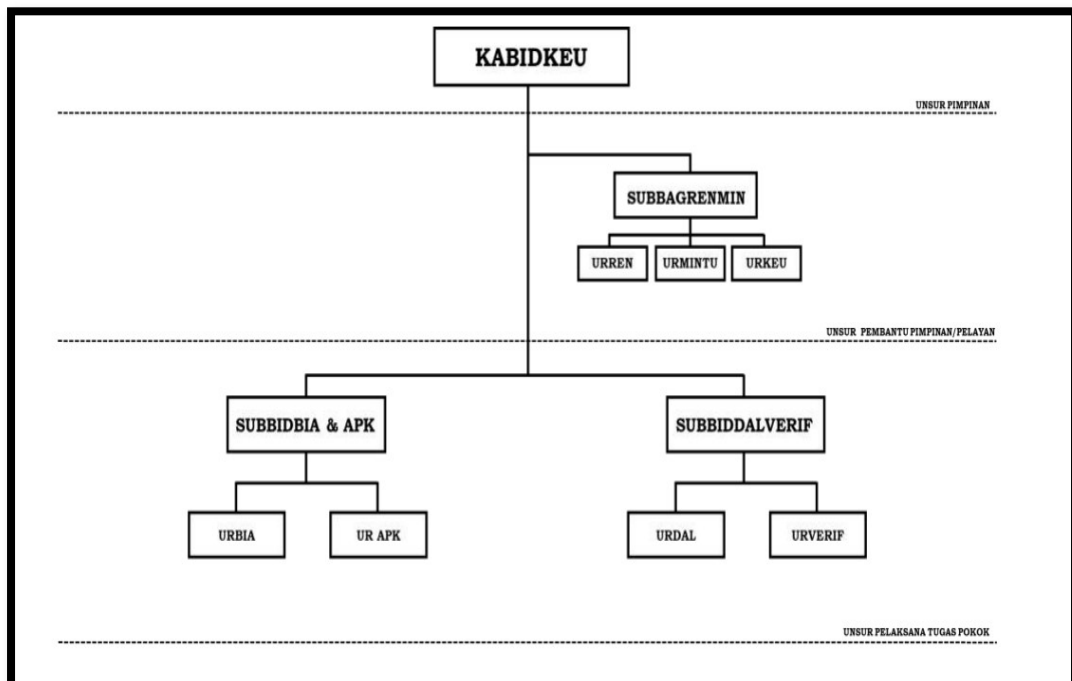 KABIDKEU
UNSUR PIMPINAN
SUBBAGRENMIN
URREN
URMINTU
URKEU
UNSUR PEMBANTU PIMPINAN/PELAYAN
SUBBIDBIA & APK
SUBBIDDALVERIF
URBIA
UR APK
URDAL
URVERIF
UNSUR PELAKSANA TUGAS POKOK